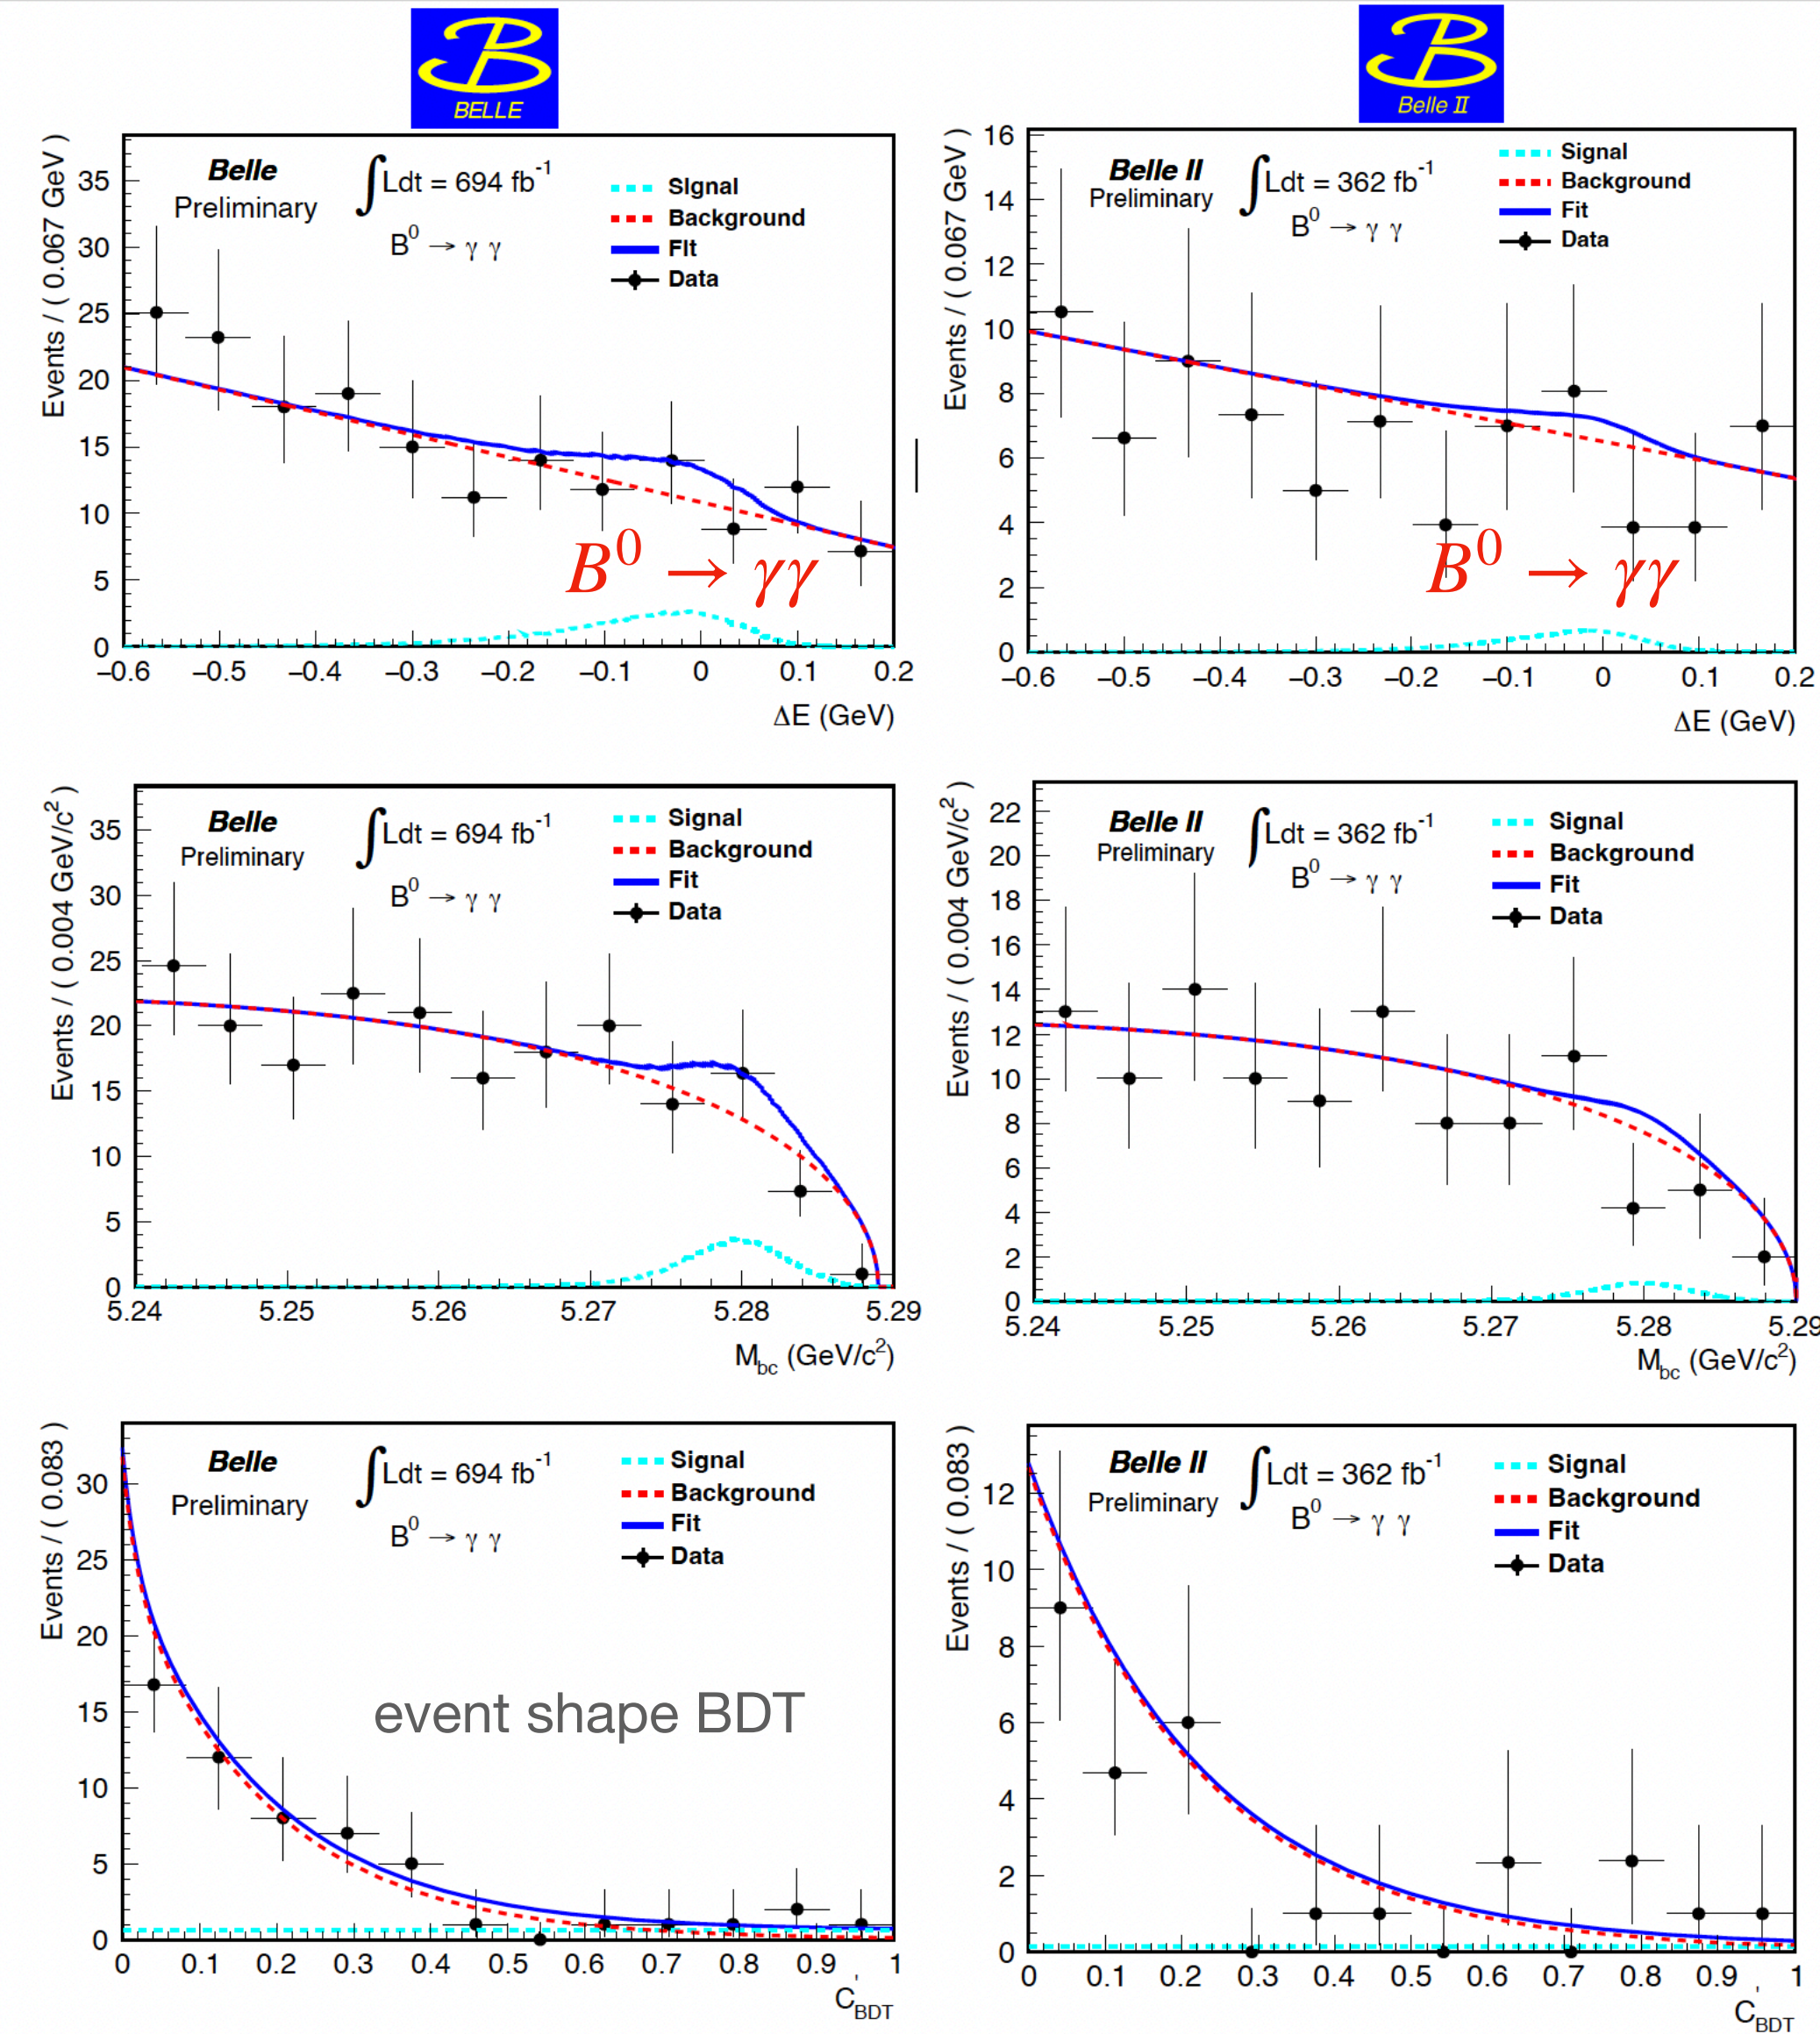 BELLE
Belle II
Belle
Preliminary
∫Ldt = 694 fb⁻¹
B⁰ → γ γ
SIgnal
Background
FIt
Data
Events / ( 0.067 GeV )
35
30
25
20
15
10
5
0
B⁰ → γγ
−0.6 −0.5 −0.4 −0.3 −0.2 −0.1 0 0.1 0.2
ΔE (GeV)
Belle II
Preliminary
∫Ldt = 362 fb⁻¹
B⁰ → γ γ
Signal
Background
Fit
Data
Events / ( 0.067 GeV )
16
14
12
10
8
6
4
2
0
B⁰ → γγ
−0.6 −0.5 −0.4 −0.3 −0.2 −0.1 0 0.1 0.2
ΔE (GeV)
Belle
Preliminary
∫Ldt = 694 fb⁻¹
B⁰ → γ γ
Signal
Background
Fit
Data
Events / ( 0.004 GeV/c² )
35
30
25
20
15
10
5
0
5.24 5.25 5.26 5.27 5.28 5.29
M_bc (GeV/c²)
Belle II
Preliminary
∫Ldt = 362 fb⁻¹
B⁰ → γ γ
Signal
Background
Fit
Data
Events / ( 0.004 GeV/c² )
22
20
18
16
14
12
10
8
6
4
2
0
5.24 5.25 5.26 5.27 5.28 5.29
M_bc (GeV/c²)
Belle
Preliminary
∫Ldt = 694 fb⁻¹
B⁰ → γ γ
Signal
Background
Fit
Data
Events / ( 0.083 )
30
25
20
15
10
5
0
event shape BDT
0 0.1 0.2 0.3 0.4 0.5 0.6 0.7 0.8 0.9 1
C'_BDT
Belle II
Preliminary
∫Ldt = 362 fb⁻¹
B⁰ → γ γ
Signal
Background
Fit
Data
Events / ( 0.083 )
12
10
8
6
4
2
0
0 0.1 0.2 0.3 0.4 0.5 0.6 0.7 0.8 0.9 1
C'_BDT